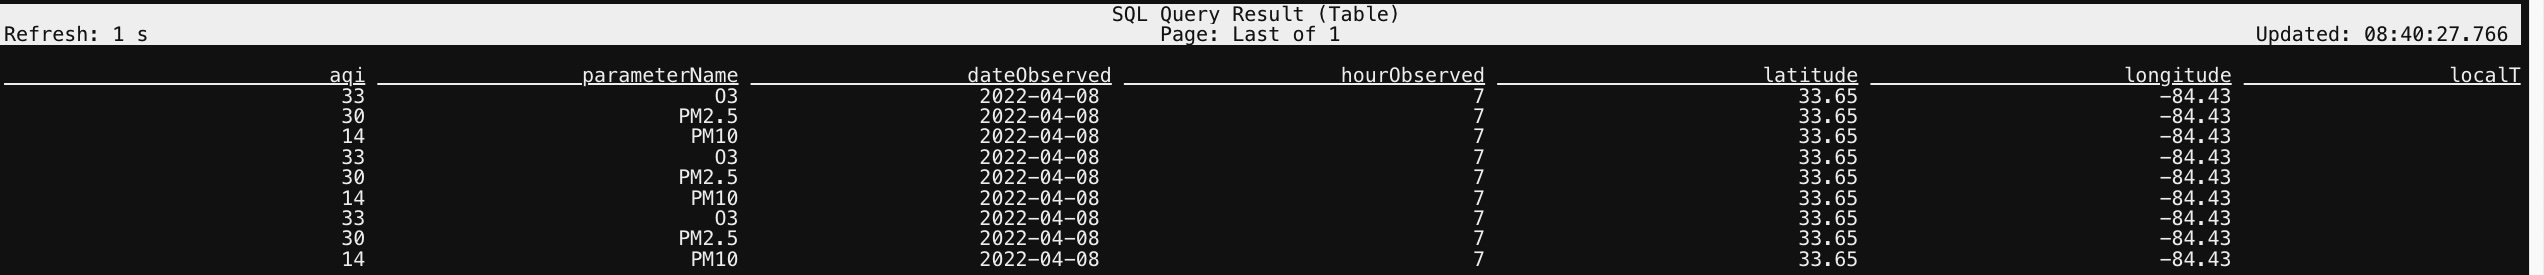 SQL Query Result (Table)
Refresh: 1 s Page: Last of 1 Updated: 08:40:27.766
aqi parameterName dateObserved hourObserved latitude longitude localT
33 O3 2022-04-08 7 33.65 -84.43
30 PM2.5 2022-04-08 7 33.65 -84.43
14 PM10 2022-04-08 7 33.65 -84.43
33 O3 2022-04-08 7 33.65 -84.43
30 PM2.5 2022-04-08 7 33.65 -84.43
14 PM10 2022-04-08 7 33.65 -84.43
33 O3 2022-04-08 7 33.65 -84.43
30 PM2.5 2022-04-08 7 33.65 -84.43
14 PM10 2022-04-08 7 33.65 -84.43